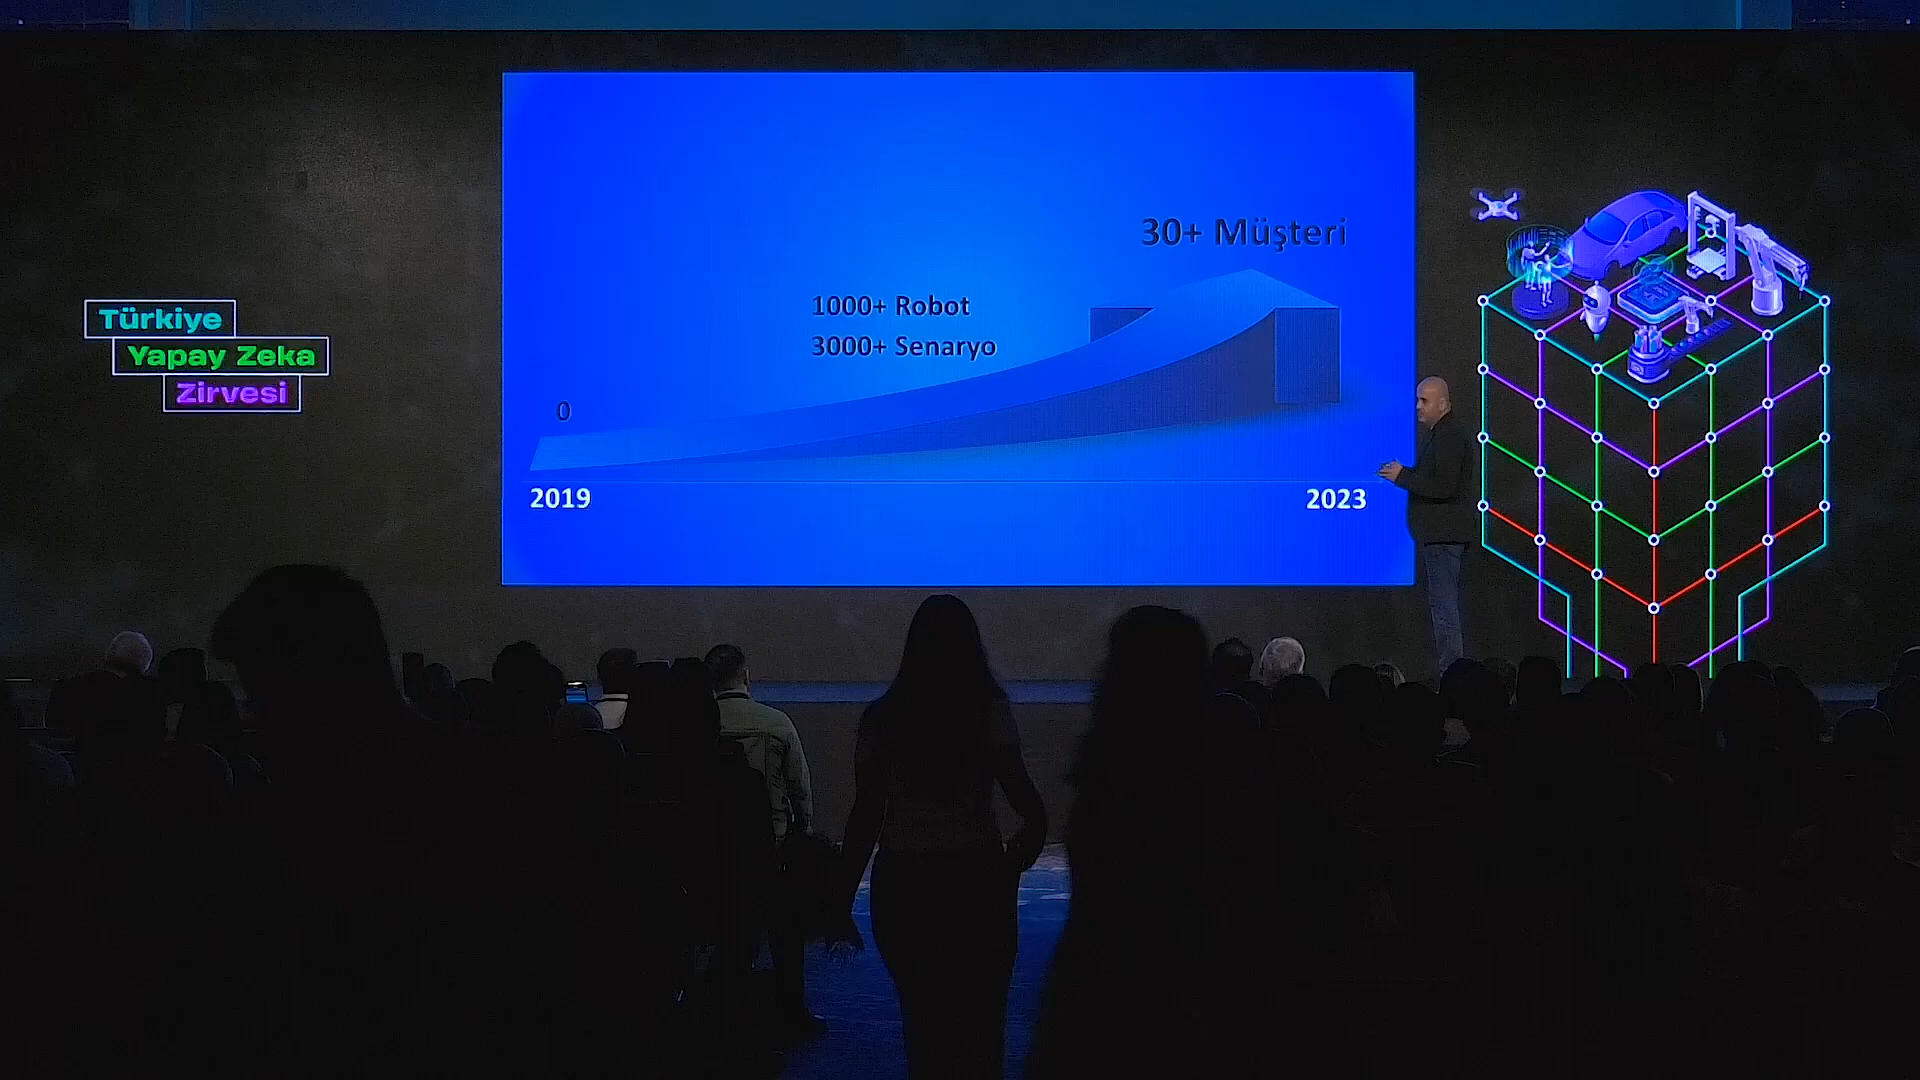 Türkiye
Yapay Zeka
Zirvesi
30+ Müşteri
1000+ Robot
3000+ Senaryo
0
2019
2023